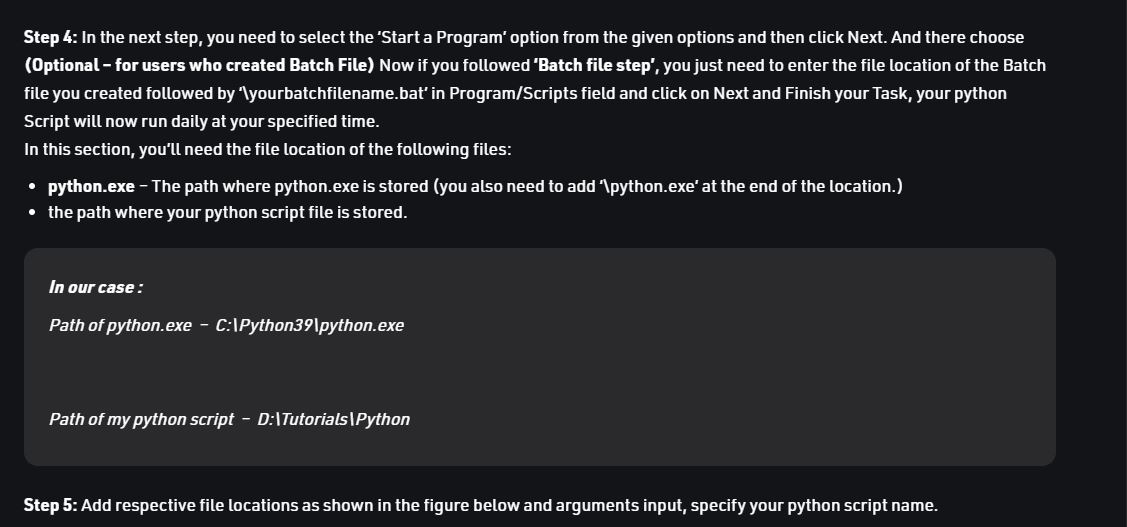 Step 4: In the next step, you need to select the ‘Start a Program’ option from the given options and then click Next. And there choose
(Optional – for users who created Batch File) Now if you followed ‘Batch file step’, you just need to enter the file location of the Batch
file you created followed by ‘\yourbatchfilename.bat’ in Program/Scripts field and click on Next and Finish your Task, your python
Script will now run daily at your specified time.
In this section, you’ll need the file location of the following files:
• python.exe – The path where python.exe is stored (you also need to add ‘\python.exe’ at the end of the location.)
• the path where your python script file is stored.
In our case :
Path of python.exe – C:\Python39\python.exe
Path of my python script – D:\Tutorials\Python
Step 5: Add respective file locations as shown in the figure below and arguments input, specify your python script name.